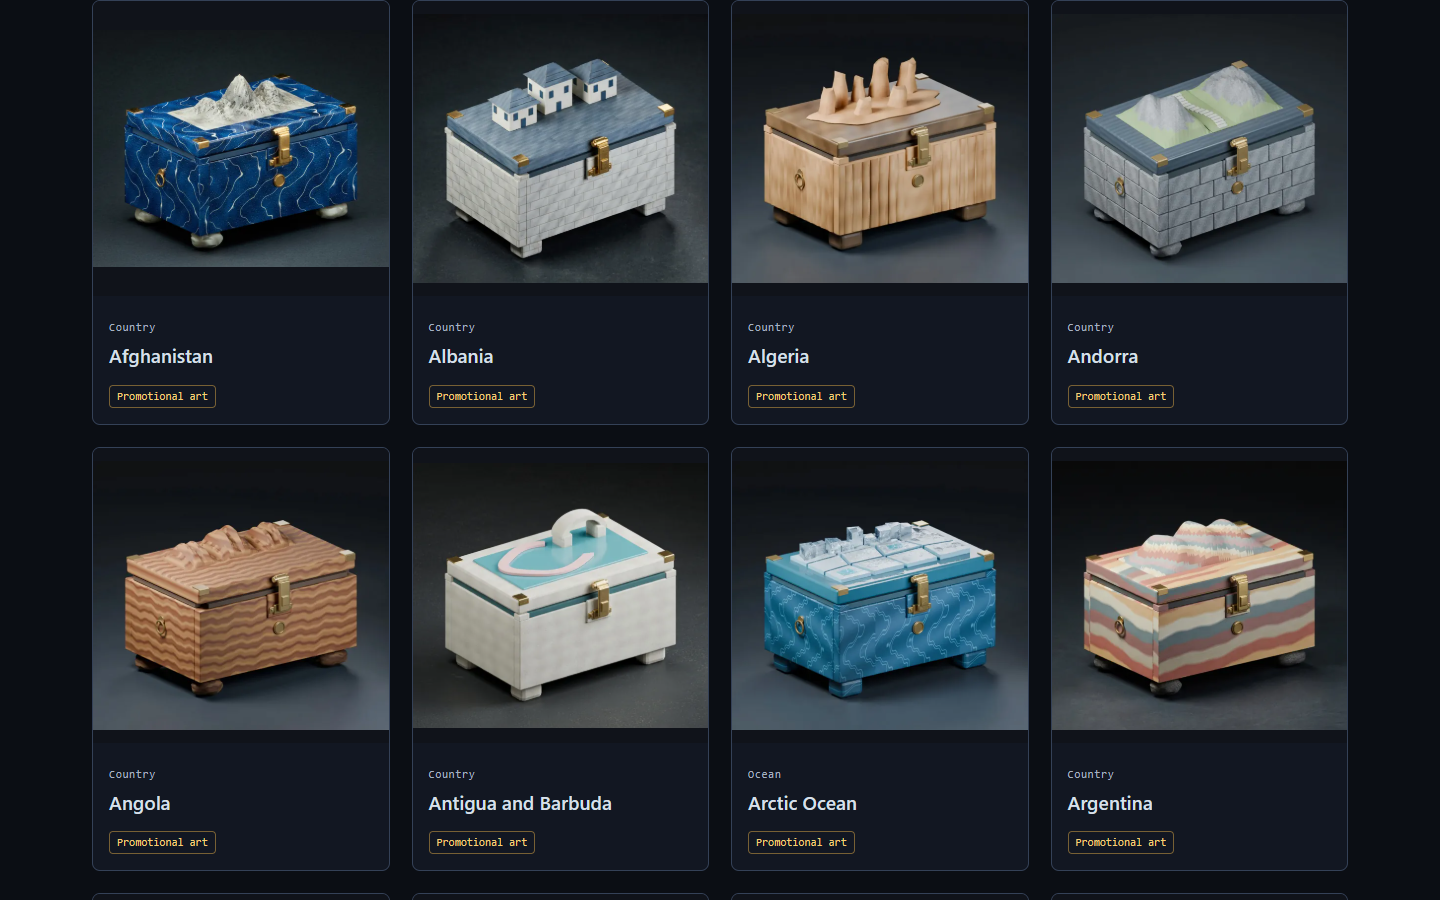 Country
Afghanistan
Promotional art
Country
Albania
Promotional art
Country
Algeria
Promotional art
Country
Andorra
Promotional art
Country
Angola
Promotional art
Country
Antigua and Barbuda
Promotional art
Ocean
Arctic Ocean
Promotional art
Country
Argentina
Promotional art